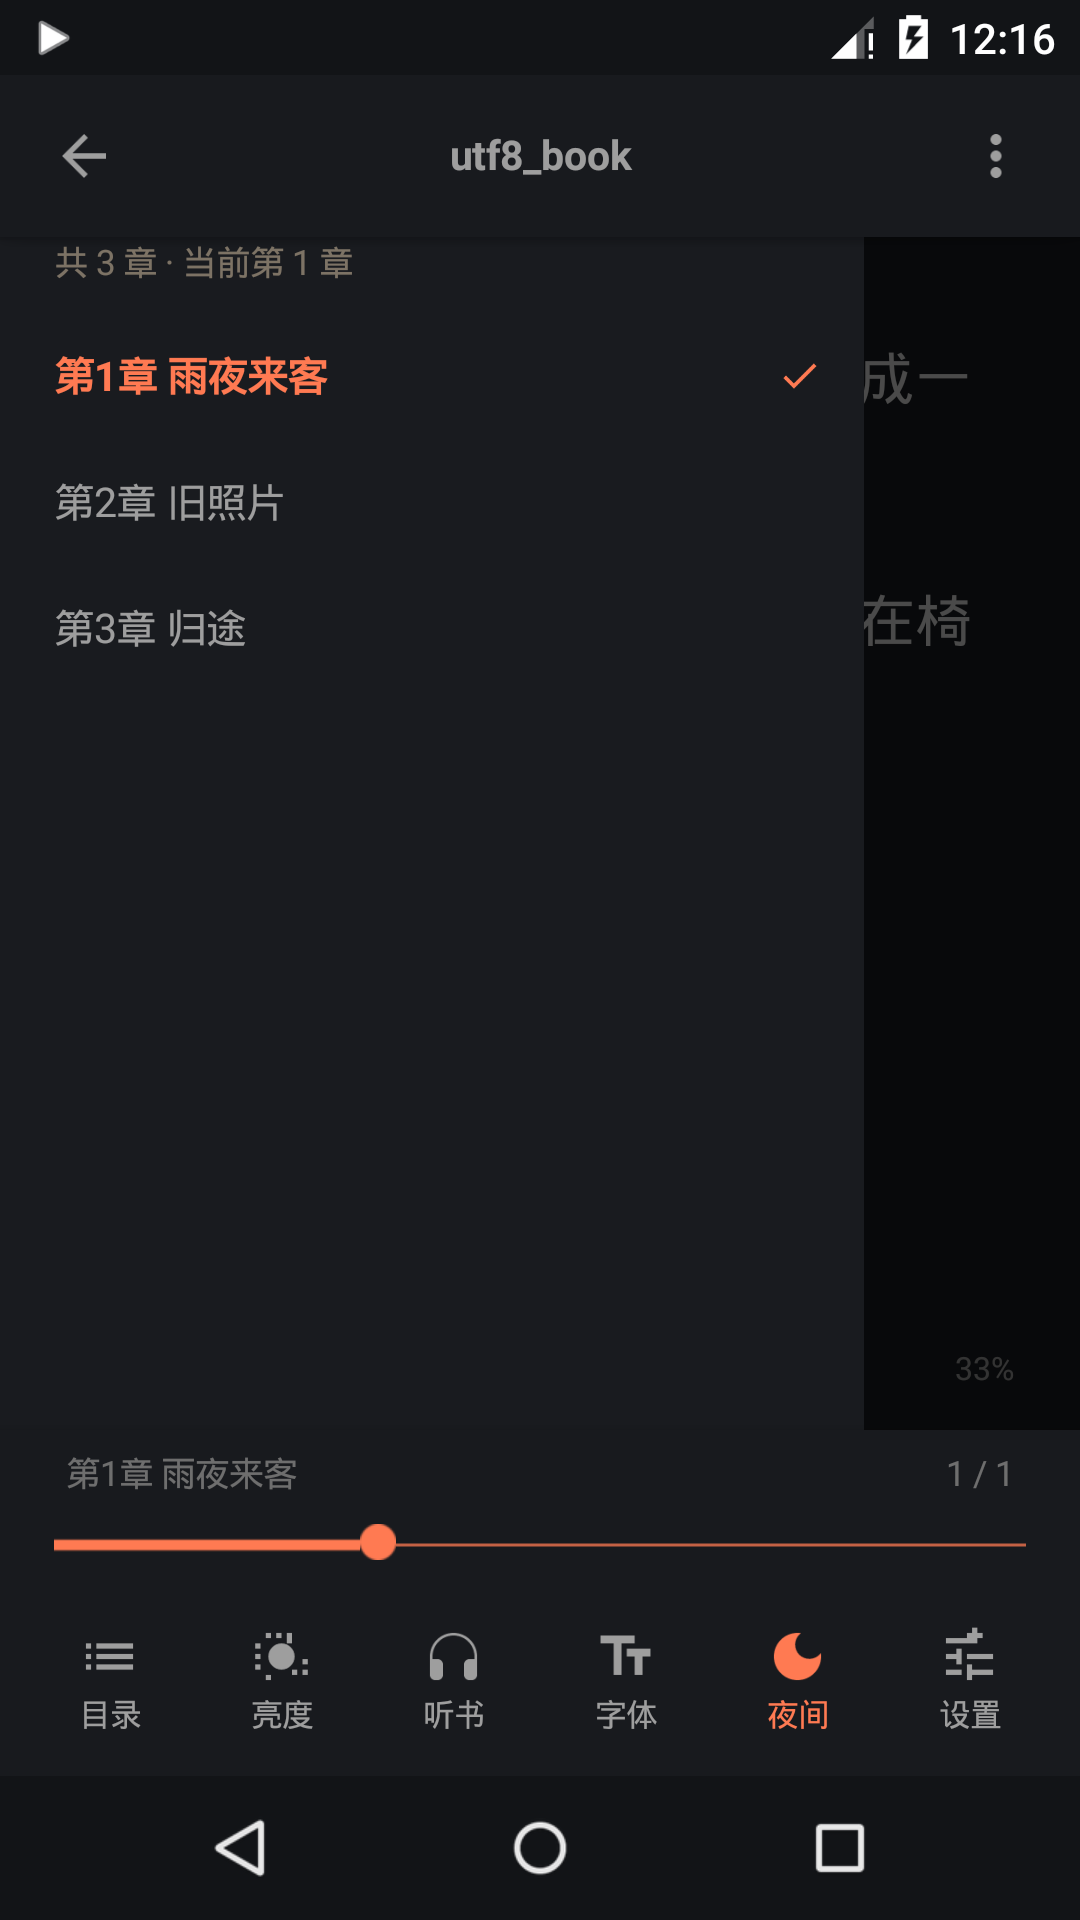 12:16
utf8_book
共 3 章 · 当前第 1 章
第1章 雨夜来客
成一
第2章 旧照片
在椅
第3章 归途
33%
第1章 雨夜来客
1 / 1
目录
亮度
听书
字体
夜间
设置